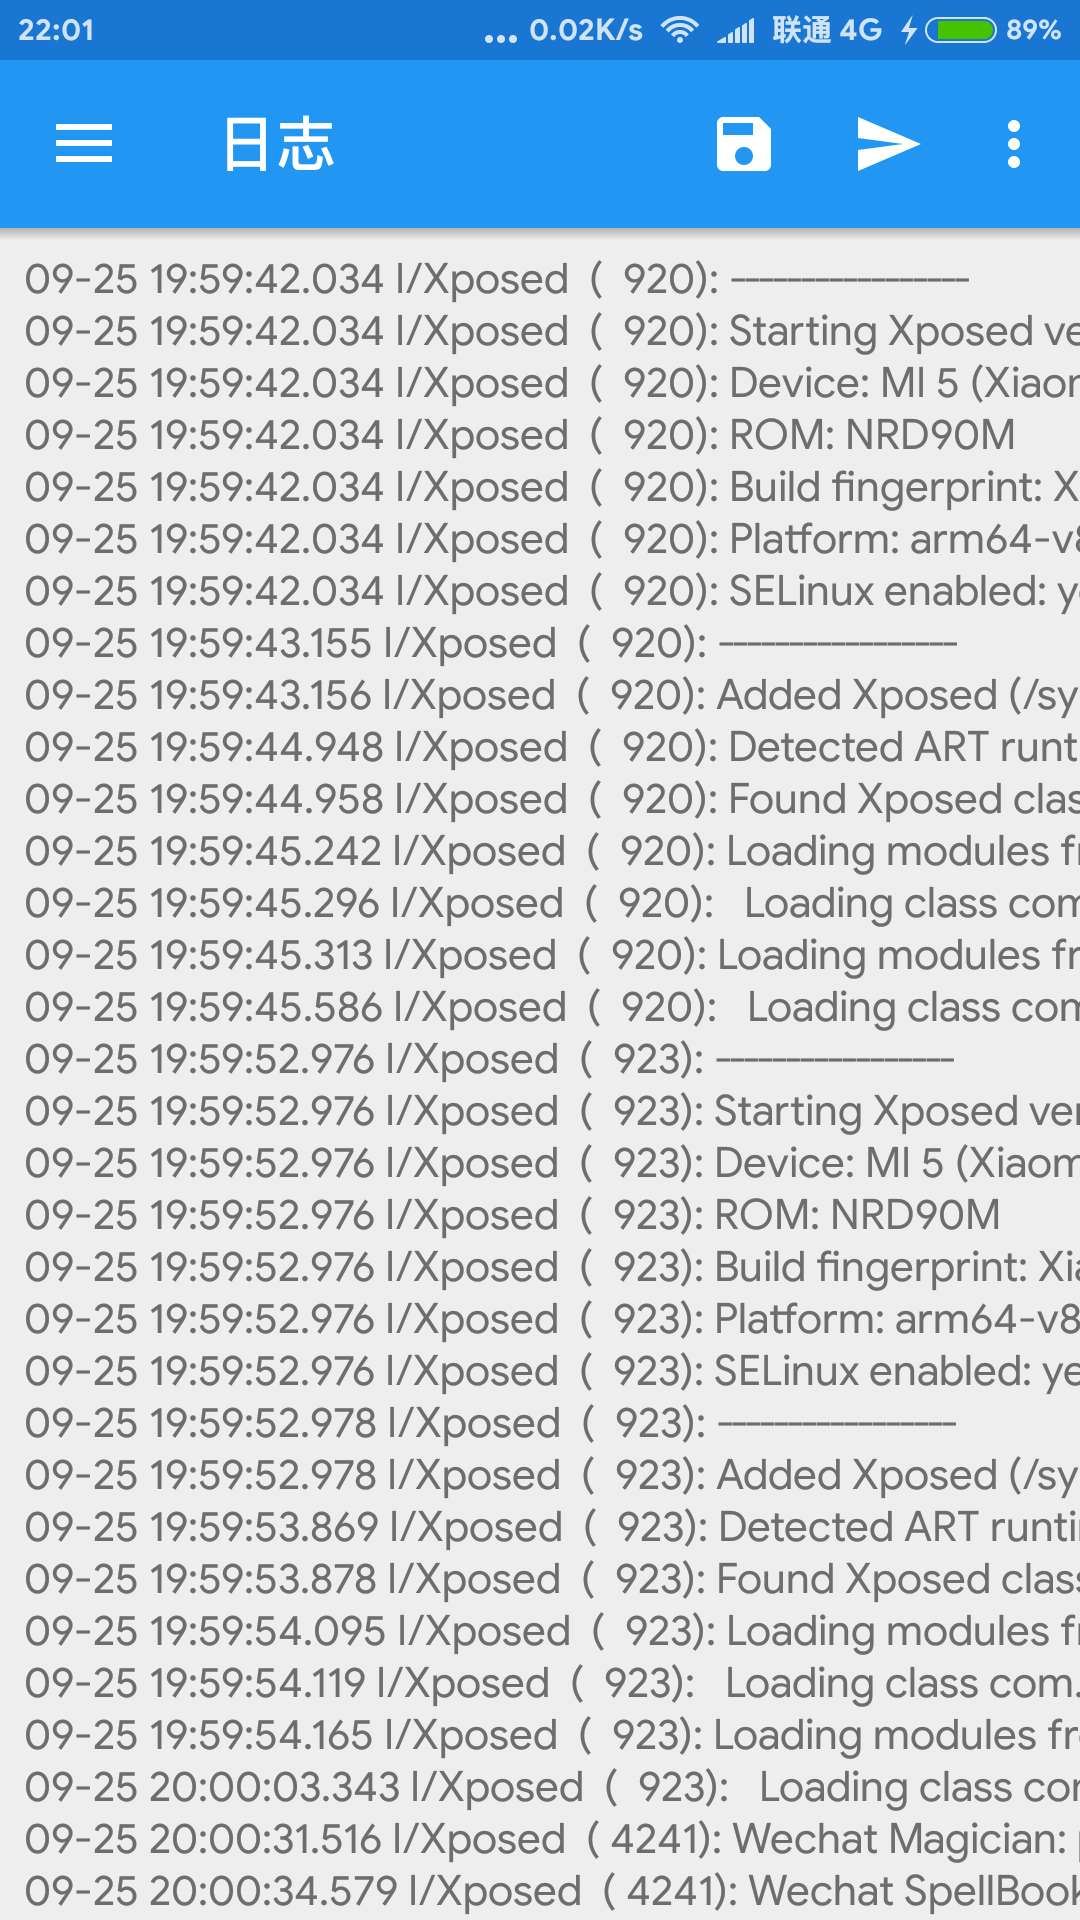 22:01 ... 0.02K/s 联通 4G 89%
日志
09-25 19:59:42.034 I/Xposed ( 920): -----------------
09-25 19:59:42.034 I/Xposed ( 920): Starting Xposed ve
09-25 19:59:42.034 I/Xposed ( 920): Device: MI 5 (Xiaor
09-25 19:59:42.034 I/Xposed ( 920): ROM: NRD90M
09-25 19:59:42.034 I/Xposed ( 920): Build fingerprint: X
09-25 19:59:42.034 I/Xposed ( 920): Platform: arm64-v8
09-25 19:59:42.034 I/Xposed ( 920): SELinux enabled: ye
09-25 19:59:43.155 I/Xposed ( 920): -----------------
09-25 19:59:43.156 I/Xposed ( 920): Added Xposed (/sy
09-25 19:59:44.948 I/Xposed ( 920): Detected ART runt
09-25 19:59:44.958 I/Xposed ( 920): Found Xposed clas
09-25 19:59:45.242 I/Xposed ( 920): Loading modules fr
09-25 19:59:45.296 I/Xposed ( 920): Loading class com
09-25 19:59:45.313 I/Xposed ( 920): Loading modules fr
09-25 19:59:45.586 I/Xposed ( 920): Loading class com
09-25 19:59:52.976 I/Xposed ( 923): -----------------
09-25 19:59:52.976 I/Xposed ( 923): Starting Xposed ver
09-25 19:59:52.976 I/Xposed ( 923): Device: MI 5 (Xiaom
09-25 19:59:52.976 I/Xposed ( 923): ROM: NRD90M
09-25 19:59:52.976 I/Xposed ( 923): Build fingerprint: Xia
09-25 19:59:52.976 I/Xposed ( 923): Platform: arm64-v8
09-25 19:59:52.976 I/Xposed ( 923): SELinux enabled: ye
09-25 19:59:52.978 I/Xposed ( 923): -----------------
09-25 19:59:52.978 I/Xposed ( 923): Added Xposed (/sy
09-25 19:59:53.869 I/Xposed ( 923): Detected ART runti
09-25 19:59:53.878 I/Xposed ( 923): Found Xposed class
09-25 19:59:54.095 I/Xposed ( 923): Loading modules fr
09-25 19:59:54.119 I/Xposed ( 923): Loading class com.
09-25 19:59:54.165 I/Xposed ( 923): Loading modules fr
09-25 20:00:03.343 I/Xposed ( 923): Loading class cor
09-25 20:00:31.516 I/Xposed ( 4241): Wechat Magician: p
09-25 20:00:34.579 I/Xposed ( 4241): Wechat SpellBook